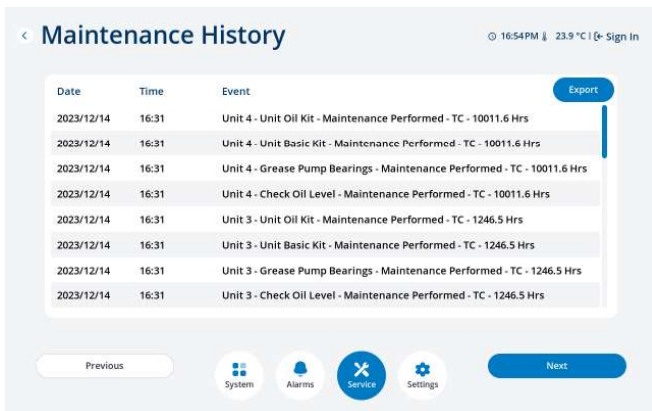 Maintenance History
16:54PM 23.9 °C | Sign In
Date Time Event Export
2023/12/14 16:31 Unit 4 - Unit Oil Kit - Maintenance Performed - TC - 10011.6 Hrs
2023/12/14 16:31 Unit 4 - Unit Basic Kit - Maintenance Performed - TC - 10011.6 Hrs
2023/12/14 16:31 Unit 4 - Grease Pump Bearings - Maintenance Performed - TC - 10011.6 Hrs
2023/12/14 16:31 Unit 4 - Check Oil Level - Maintenance Performed - TC - 10011.6 Hrs
2023/12/14 16:31 Unit 3 - Unit Oil Kit - Maintenance Performed - TC - 1246.5 Hrs
2023/12/14 16:31 Unit 3 - Unit Basic Kit - Maintenance Performed - TC - 1246.5 Hrs
2023/12/14 16:31 Unit 3 - Grease Pump Bearings - Maintenance Performed - TC - 1246.5 Hrs
2023/12/14 16:31 Unit 3 - Check Oil Level - Maintenance Performed - TC - 1246.5 Hrs
Previous
System Alarms Service Settings
Next